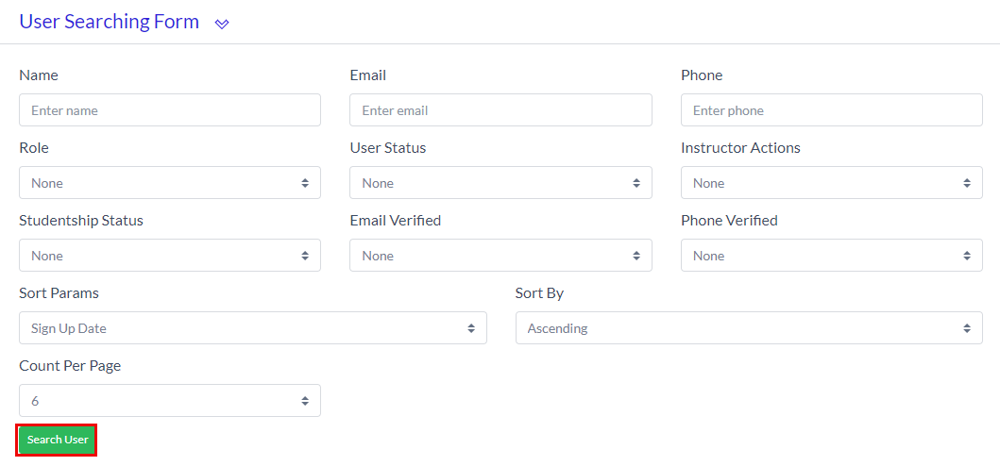 User Searching Form
Name Email Phone
Enter name Enter email Enter phone
Role User Status Instructor Actions
None None None
Studentship Status Email Verified Phone Verified
None None None
Sort Params Sort By
Sign Up Date Ascending
Count Per Page
6
Search User